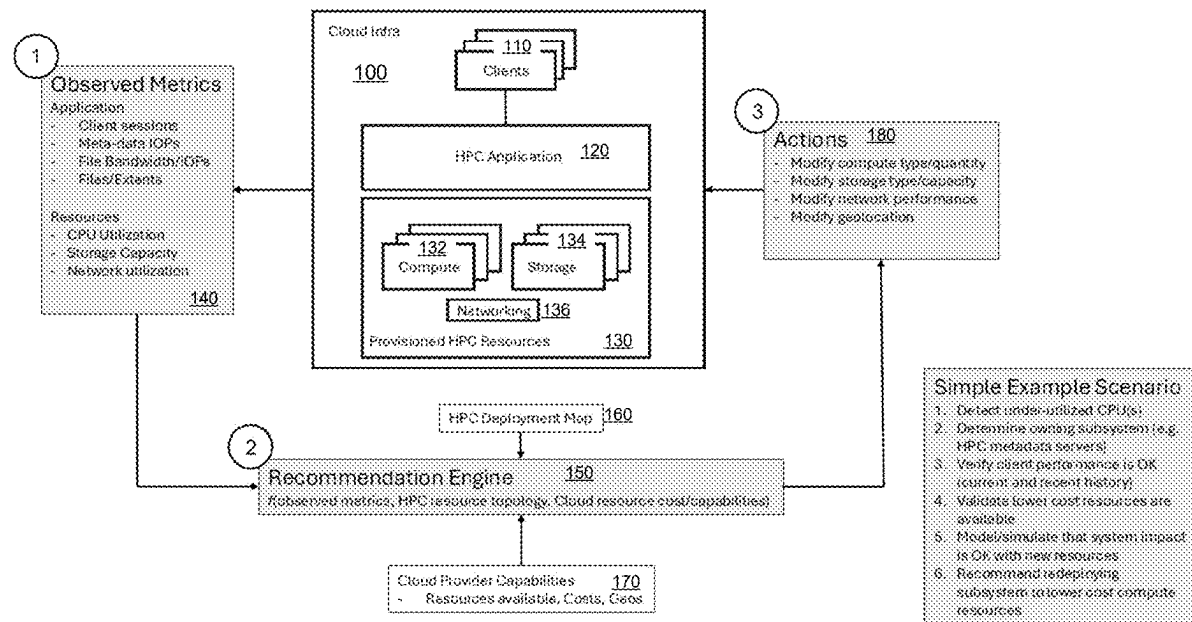 1
Observed Metrics
Application
- Client sessions
- Meta-data IOPs
- File Bandwidth/IOPs
- Files/Extents
Resources
- CPU Utilization
- Storage Capacity
- Network utilization
140
Cloud Infra
100
110
Clients
HPC Application 120
132
Compute
134
Storage
Networking 136
Provisioned HPC Resources 130
3
Actions 180
- Modify compute type/quantity
- Modify storage type/capacity
- Modify network performance
- Modify geolocation
HPC Deployment Map 160
2
Recommendation Engine 150
f(observed metrics, HPC resource topology, Cloud resource cost/capabilities)
Cloud Provider Capabilities 170
- Resources available, Costs, Geos
Simple Example Scenario
1. Detect under-utilized CPU(s)
2. Determine owning subsystem (e.g.
HPC metadata servers)
3. Verify client performance is OK
(current and recent history)
4. Validate lower cost resources are
available
5. Model/simulate that system impact
is OK with new resources
6. Recommend redeploying
subsystem to lower cost compute
resources